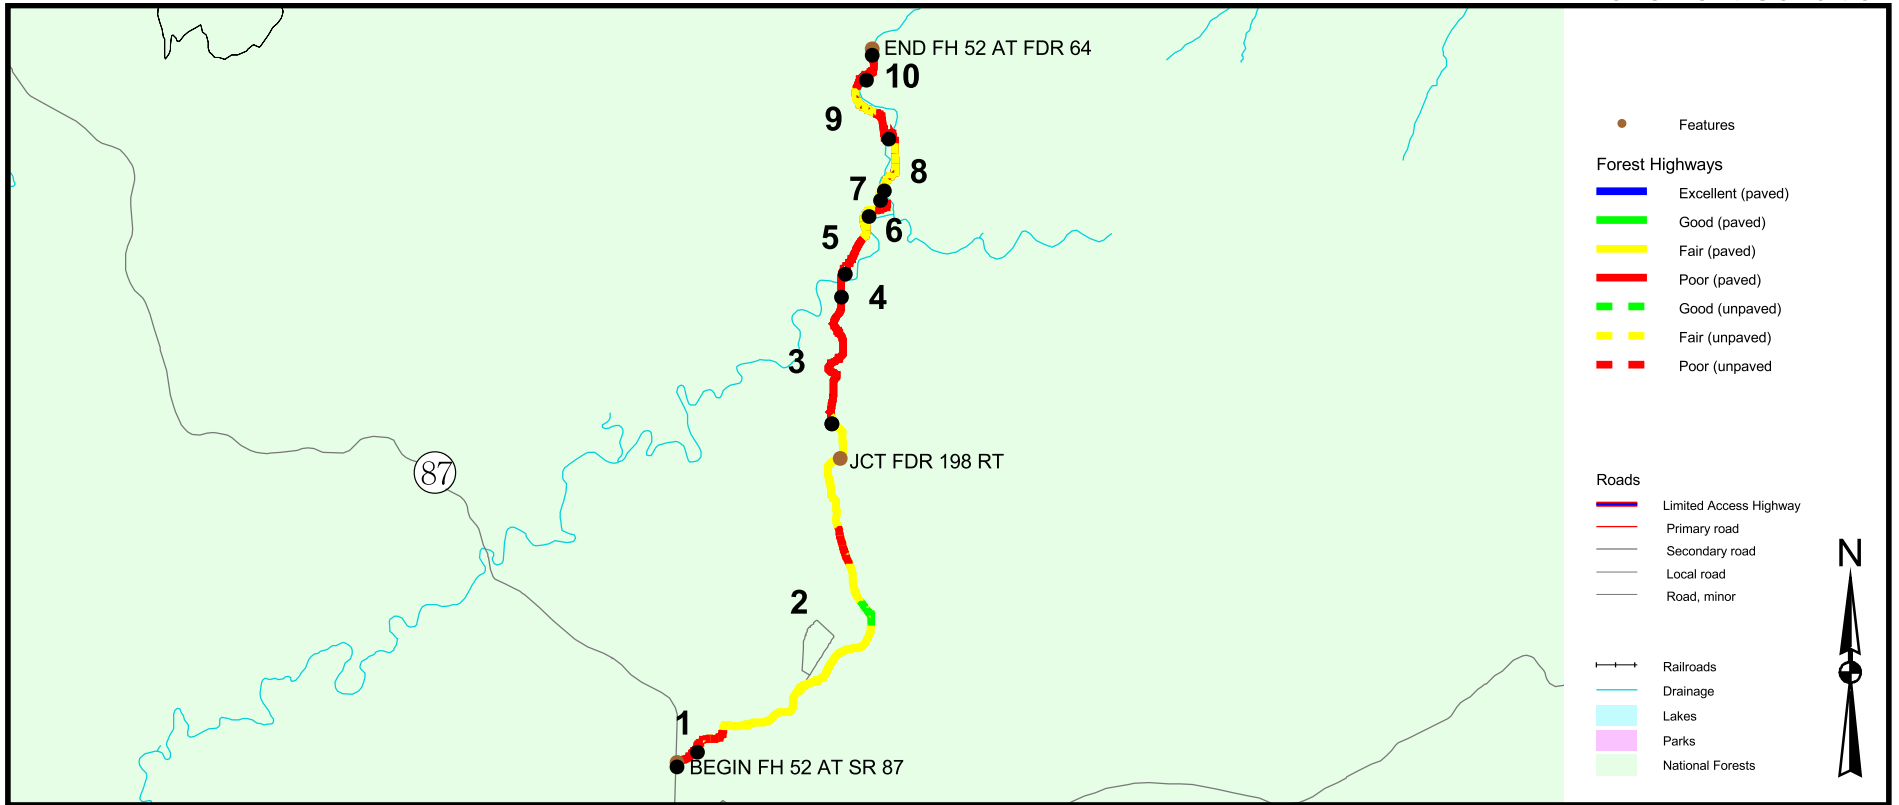 END FH 52 AT FDR 64
10
9
8
7
6
5
4
3
JCT FDR 198 RT
87
2
1
BEGIN FH 52 AT SR 87
Features
Forest Highways
Excellent (paved)
Good (paved)
Fair (paved)
Poor (paved)
Good (unpaved)
Fair (unpaved)
Poor (unpaved
Roads
Limited Access Highway
Primary road
Secondary road
Local road
Road, minor
N
Railroads
Drainage
Lakes
Parks
National Forests